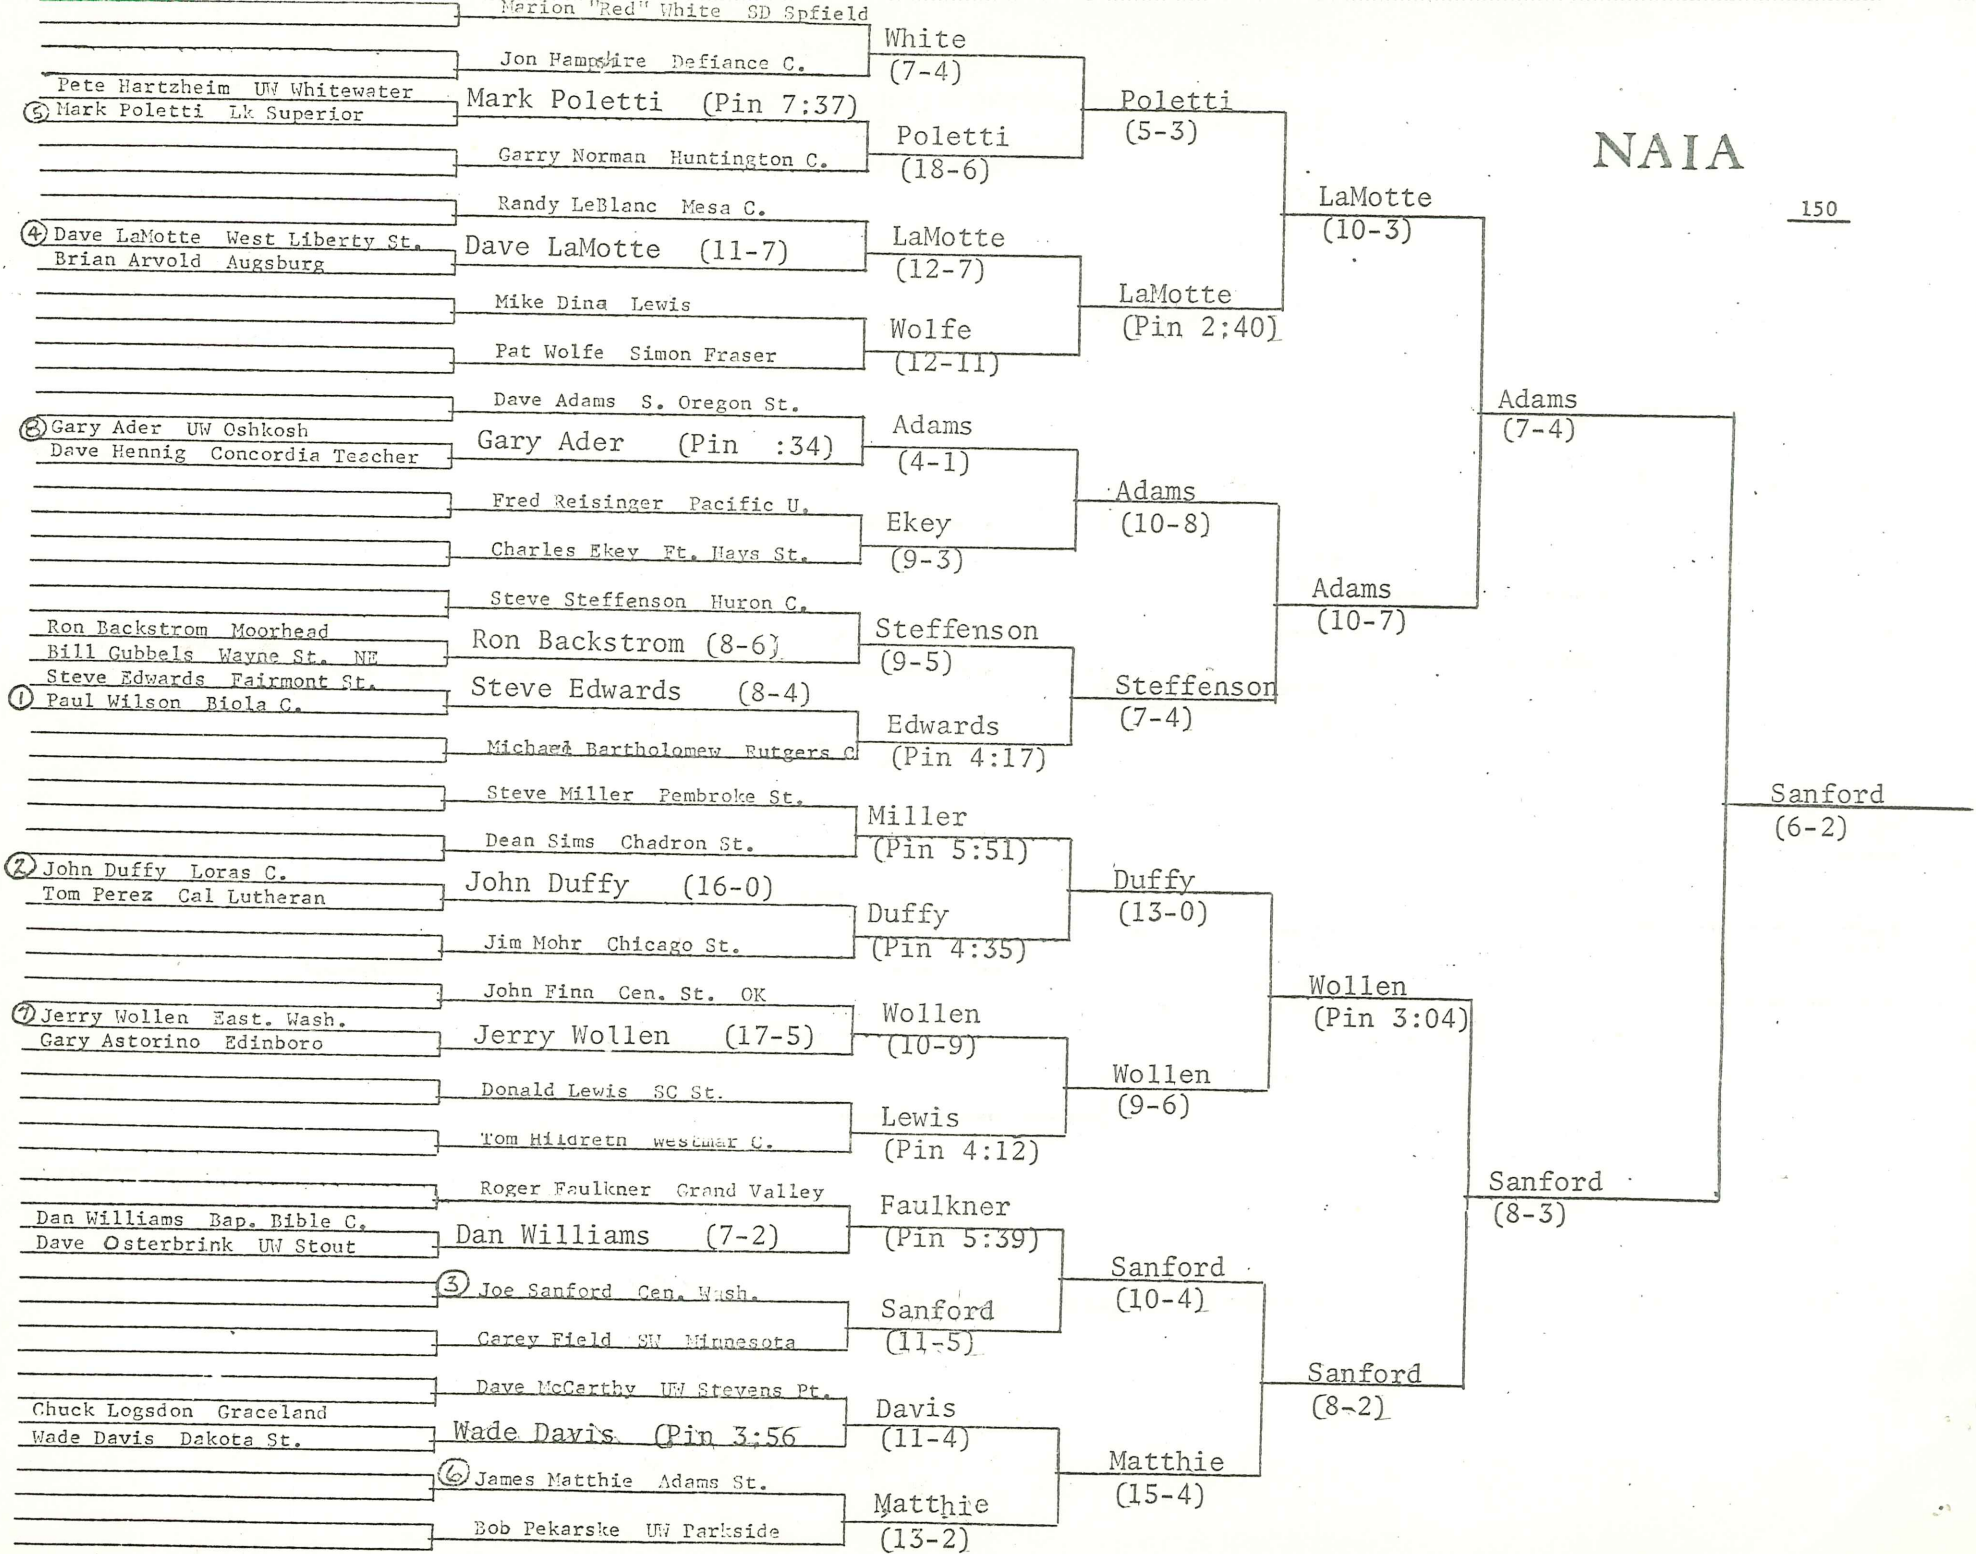 Marion "Red" White SD Spfield
White
Jon Hampshire Defiance C.
(7-4)
Pete Hartzheim UW Whitewater
Mark Poletti (Pin 7:37)
Poletti
⑤ Mark Poletti Lk Superior
(5-3)
Poletti
NAIA
Garry Norman Huntington C.
(18-6)
LaMotte
Randy LeBlanc Mesa C.
150
(10-3)
④ Dave LaMotte West Liberty St.
Dave LaMotte (11-7)
LaMotte
Brian Arvold Augsburg
(12-7)
LaMotte
Mike Dina Lewis
(Pin 2:40)
Wolfe
Pat Wolfe Simon Fraser
(12-11)
Dave Adams S. Oregon St.
Adams
(7-4)
⑧ Gary Ader UW Oshkosh
Adams
Gary Ader (Pin :34)
Dave Hennig Concordia Teacher
(4-1)
Adams
Fred Reisinger Pacific U.
(10-8)
Ekey
Charles Ekey Ft. Hays St.
(9-3)
Adams
Steve Steffenson Huron C.
(10-7)
Ron Backstrom Moorhead
Steffenson
Ron Backstrom (8-6)
Bill Gubbels Wayne St. NE
(9-5)
Steve Edwards Fairmont St.
Steve Edwards (8-4)
Steffenson
① Paul Wilson Biola C.
(7-4)
Edwards
Michael Bartholomew Rutgers C
(Pin 4:17)
Steve Miller Pembroke St.
Sanford
(6-2)
Miller
Dean Sims Chadron St.
(Pin 5:51)
② John Duffy Loras C.
John Duffy (16-0)
Duffy
Tom Perez Cal Lutheran
(13-0)
Duffy
Jim Mohr Chicago St.
(Pin 4:35)
John Finn Cen. St. OK
Wollen
(Pin 3:04)
⑦ Jerry Wollen East. Wash.
Wollen
Jerry Wollen (17-5)
Gary Astorino Edinboro
(10-9)
Wollen
Donald Lewis SC St.
(9-6)
Lewis
Tom Hildreth Westmar C.
(Pin 4:12)
Roger Faulkner Grand Valley
Sanford
(8-3)
Faulkner
Dan Williams Bap. Bible C.
Dan Williams (7-2)
Dave Osterbrink UW Stout
(Pin 5:39)
Sanford
③ Joe Sanford Cen. Wash.
(10-4)
Sanford
Carey Field SW Minnesota
(11-5)
Sanford
Dave McCarthy UW Stevens Pt.
(8-2)
Chuck Logsdon Graceland
Davis
Wade Davis (Pin 3:56
Wade Davis Dakota St.
(11-4)
Matthie
⑥ James Matthie Adams St.
(15-4)
Matthie
Bob Pekarske UW Parkside
(13-2)